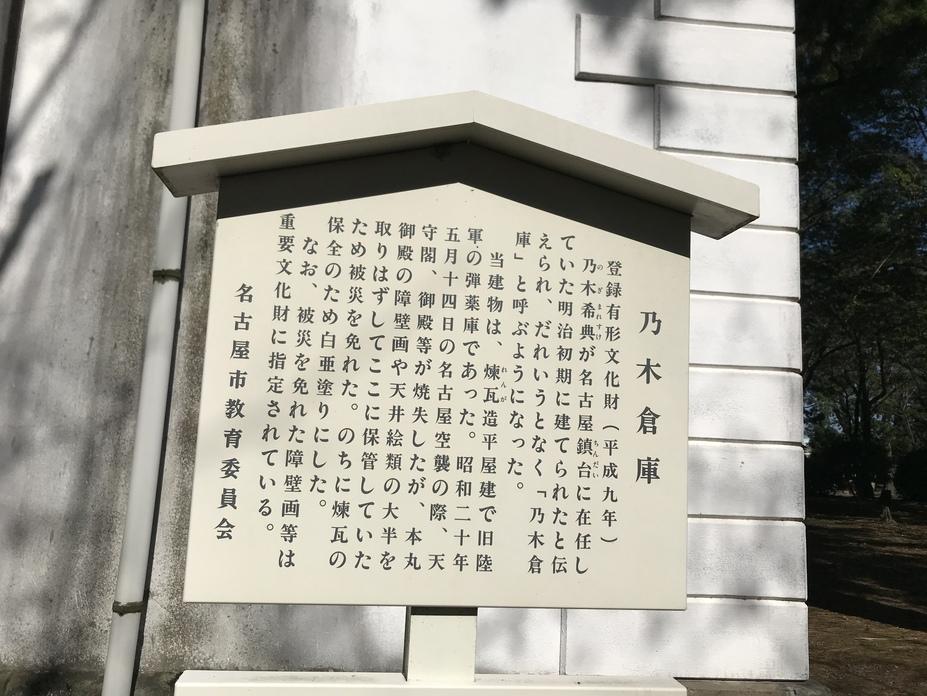 乃木倉庫
登録有形文化財（平成九年）
乃木希典が名古屋鎮台に在任し
ていた明治初期に建てられたと伝
えられ、だれいうとなく「乃木倉
庫」と呼ぶようになった。
当建物は、煉瓦造平屋建で旧陸
軍の弾薬庫であった。昭和二十年
五月十四日の名古屋空襲の際、天
守閣、御殿等が焼失したが、本丸
御殿の障壁画や天井絵類の大半を
取りはずしてここに保管していた
ため被災を免れた。のちに煉瓦の
保全のため白亜塗りにした。
なお、被災を免れた障壁画等は
重要文化財に指定されている。
名古屋市教育委員会